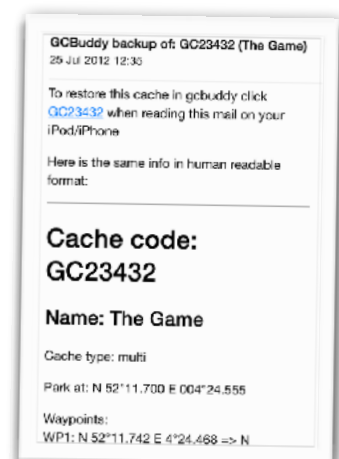 GCBuddy backup of: GC23432 (The Game)
25 Jul 2012 12:35
To restore this cache in gcbuddy click
GC23432 when reading this mail on your
iPod/iPhone
Here is the same info in human readable
format:
Cache code:
GC23432
Name: The Game
Cache type: multi
Park at: N 52°11.700 E 004°24.555
Waypoints:
WP1: N 52°11.742 E 4°24.468 => N